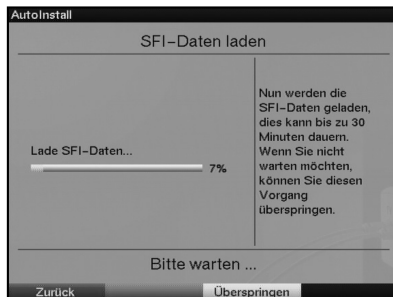 AutoInstall
SFI-Daten laden
Lade SFI-Daten...
7%
Nun werden die
SFI-Daten geladen,
dies kann bis zu 30
Minuten dauern.
Wenn Sie nicht
warten möchten,
können Sie diesen
Vorgang
überspringen.
Bitte warten ...
Zurück
Überspringen